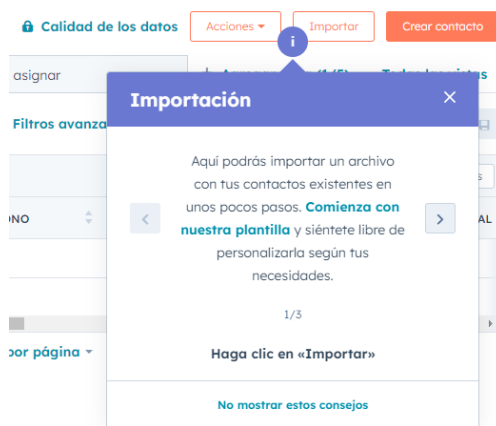 Calidad de los datos
Acciones
Importar
Crear contacto
i
asignar
Filtros avanza
Importación
Aquí podrás importar un archivo
con tus contactos existentes en
unos pocos pasos. Comienza con
nuestra plantilla y siéntete libre de
personalizarla según tus
necesidades.
s
ONO
AL
1/3
por página
Haga clic en «Importar»
No mostrar estos consejos